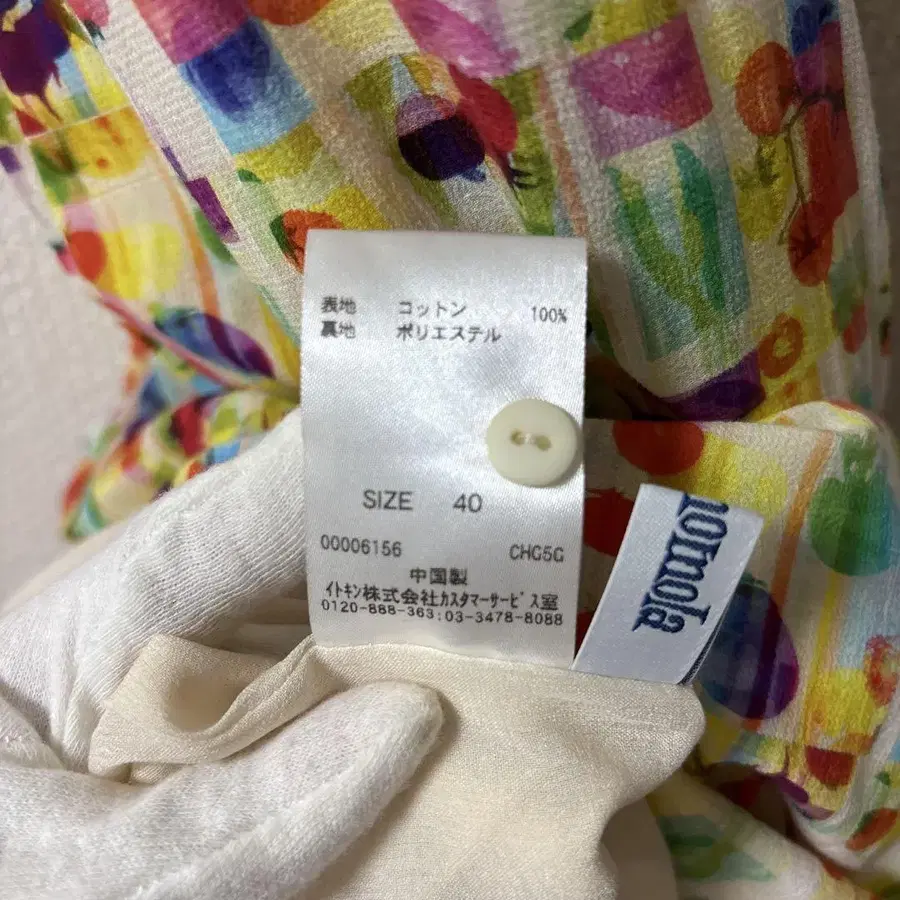 表地 コットン 100%
裏地 ポリエステル
SIZE 40
00006156 CHG5G
中国製
イトキン株式会社カスタマーサービス室
0120-888-363:03-3478-8088